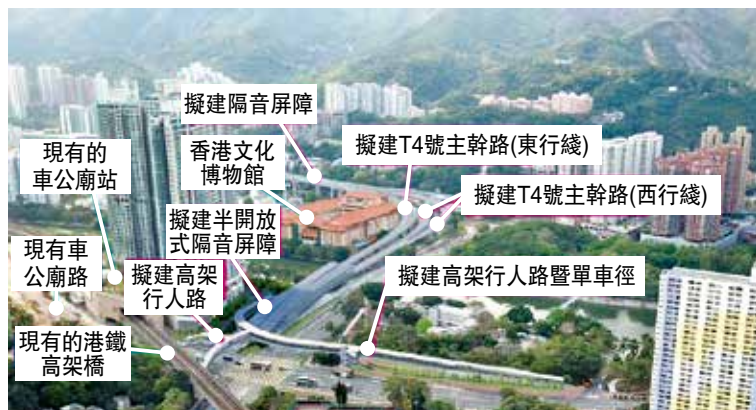 擬建隔音屏障
現有的
車公廟站
香港文化
博物館
擬建T4號主幹路(東行綫)
擬建T4號主幹路(西行綫)
擬建半開放
式隔音屏障
現有車
公廟路
擬建高架
行人路
擬建高架行人路暨單車徑
現有的港鐵
高架橋